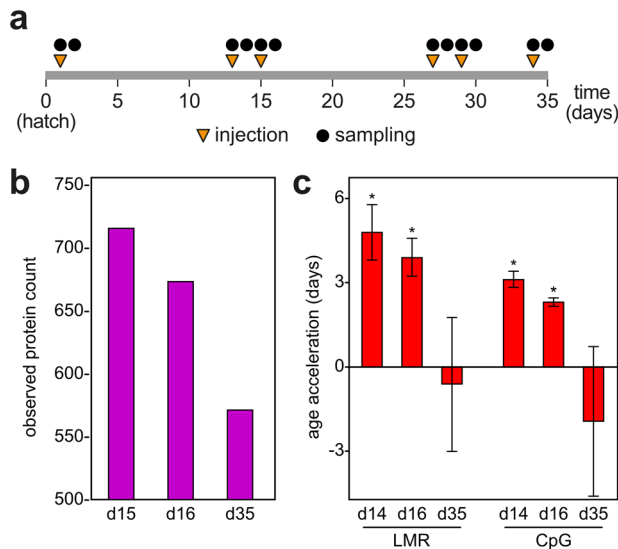 a
0 5 10 15 20 25 30 35 time
(hatch) (days)
injection sampling
b
observed protein count
750
700
650
600
550
500
d15 d16 d35
c
age acceleration (days)
6
3
0
-3
* * * *
d14 d16 d35 d14 d16 d35
LMR CpG